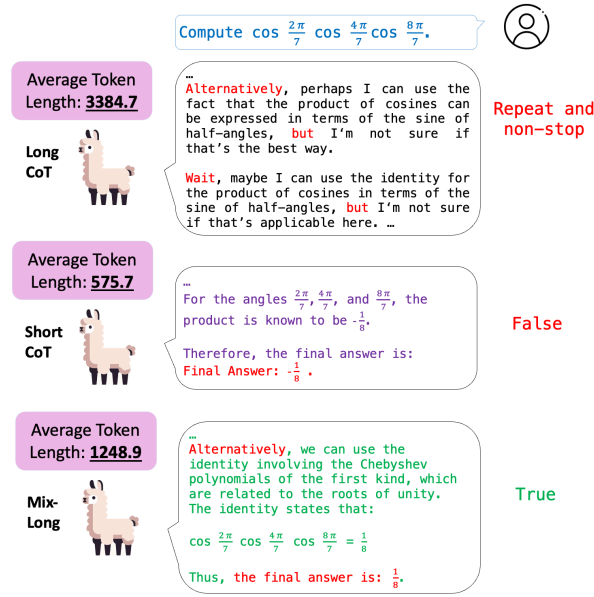 Compute cos 2π/7 cos 4π/7 cos 8π/7.
Average Token
Length: 3384.7
Long
CoT
…
Alternatively, perhaps I can use the
fact that the product of cosines can
be expressed in terms of the sine of
half-angles, but I'm not sure if
that's the best way.
Wait, maybe I can use the identity for
the product of cosines in terms of the
sine of half-angles, but I'm not sure
if that's applicable here. …
Repeat and
non-stop
Average Token
Length: 575.7
Short
CoT
…
For the angles 2π/7, 4π/7, and 8π/7, the
product is known to be -1/8.
Therefore, the final answer is:
Final Answer: -1/8 .
False
Average Token
Length: 1248.9
Mix-
Long
…
Alternatively, we can use the
identity involving the Chebyshev
polynomials of the first kind, which
are related to the roots of unity.
The identity states that:
cos 2π/7 cos 4π/7 cos 8π/7 = 1/8
Thus, the final answer is: 1/8.
True